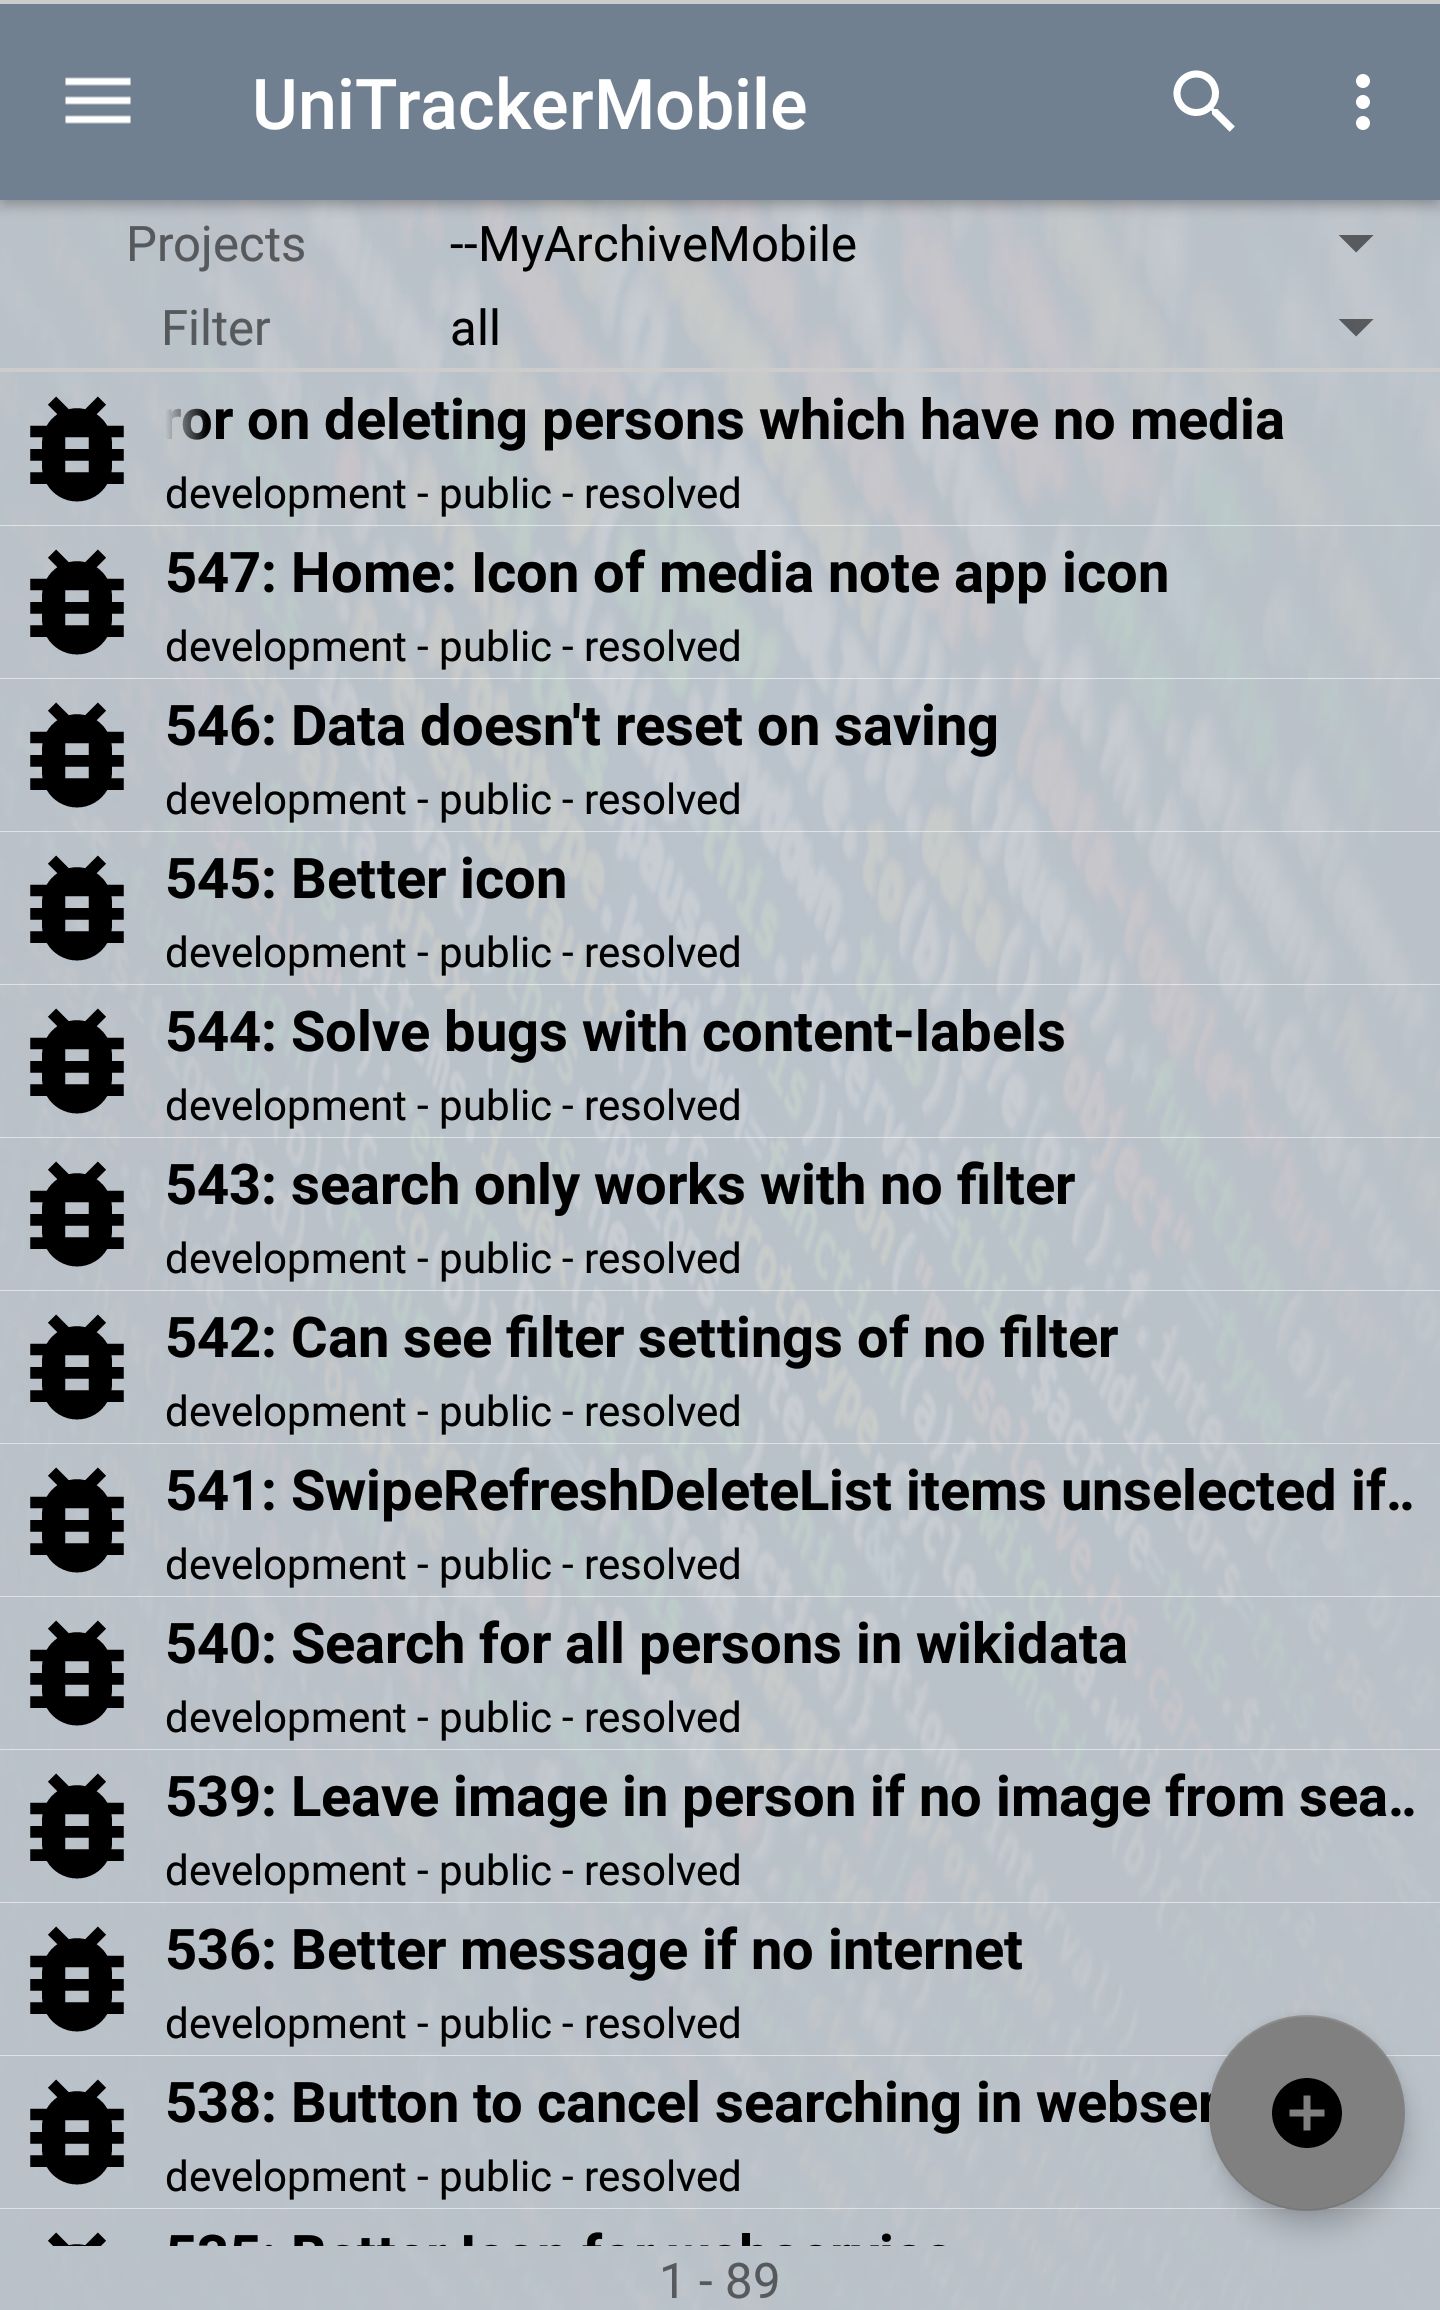 UniTrackerMobile
Projects --MyArchiveMobile
Filter all
ror on deleting persons which have no media
development - public - resolved
547: Home: Icon of media note app icon
development - public - resolved
546: Data doesn't reset on saving
development - public - resolved
545: Better icon
development - public - resolved
544: Solve bugs with content-labels
development - public - resolved
543: search only works with no filter
development - public - resolved
542: Can see filter settings of no filter
development - public - resolved
541: SwipeRefreshDeleteList items unselected if..
development - public - resolved
540: Search for all persons in wikidata
development - public - resolved
539: Leave image in person if no image from sea..
development - public - resolved
536: Better message if no internet
development - public - resolved
538: Button to cancel searching in webser
development - public - resolved
535: Better Icon for webservice
1 - 89